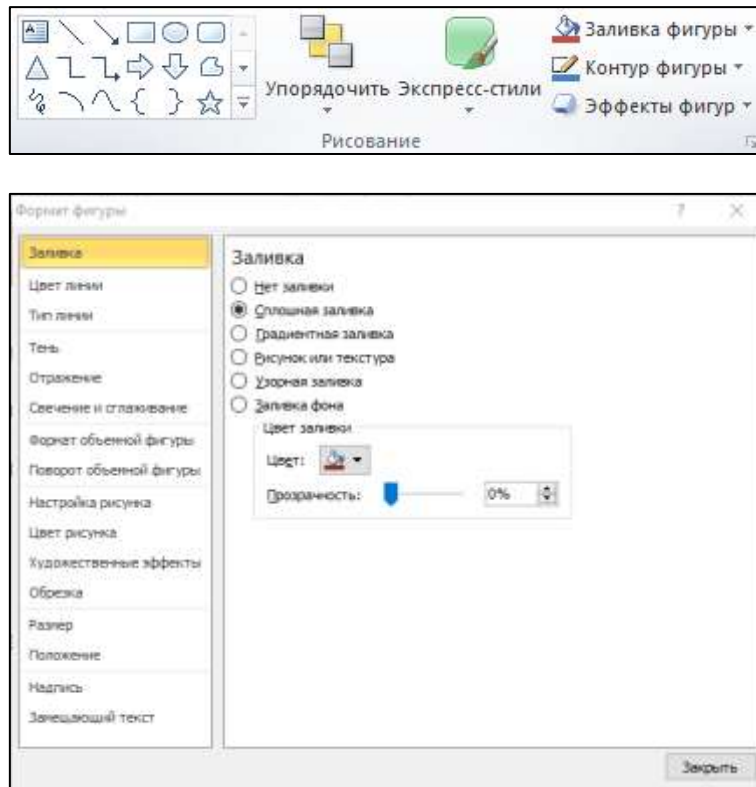 Упорядочить
Экспресс-стили
Заливка фигуры
Контур фигуры
Эффекты фигур
Рисование
Формат фигуры
Заливка
Цвет линии
Тип линии
Тень
Отражение
Свечение и сглаживание
Формат объемной фигуры
Поворот объемной фигуры
Настройка рисунка
Цвет рисунка
Художественные эффекты
Обрезка
Размер
Положение
Надпись
Замещающий текст
Заливка
Нет заливки
Сплошная заливка
Градиентная заливка
Рисунок или текстура
Узорная заливка
Заливка фона
Цвет заливки
Цвет:
Прозрачность: 0%
Закрыть